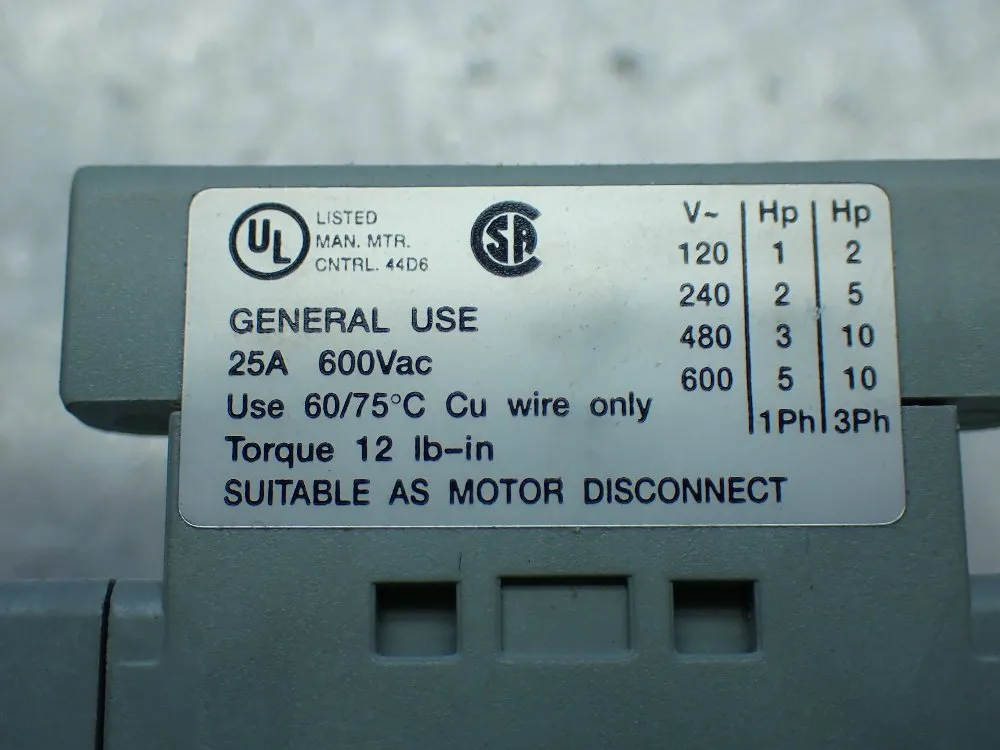 UL LISTED
MAN. MTR.
CNTRL. 44D6
SA
GENERAL USE
25A 600Vac
Use 60/75°C Cu wire only
Torque 12 lb-in
SUITABLE AS MOTOR DISCONNECT
V~ Hp Hp
120 1 2
240 2 5
480 3 10
600 5 10
1Ph 3Ph